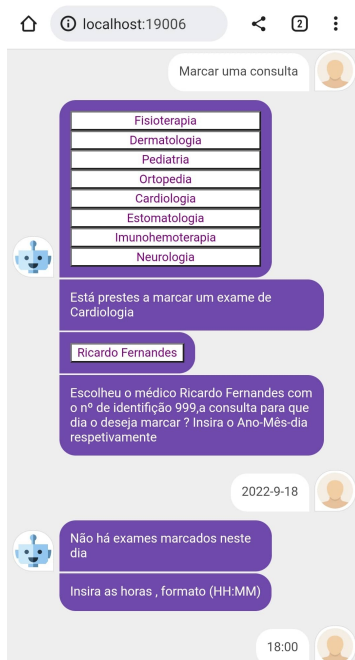 localhost:19006
2
Marcar uma consulta
Fisioterapia
Dermatologia
Pediatria
Ortopedia
Cardiologia
Estomatologia
Imunohemoterapia
Neurologia
Está prestes a marcar um exame de
Cardiologia
Ricardo Fernandes
Escolheu o médico Ricardo Fernandes com
o nº de identifição 999,a consulta para que
dia o deseja marcar ? Insira o Ano-Mês-dia
respetivamente
2022-9-18
Não há exames marcados neste
dia
Insira as horas , formato (HH:MM)
18:00